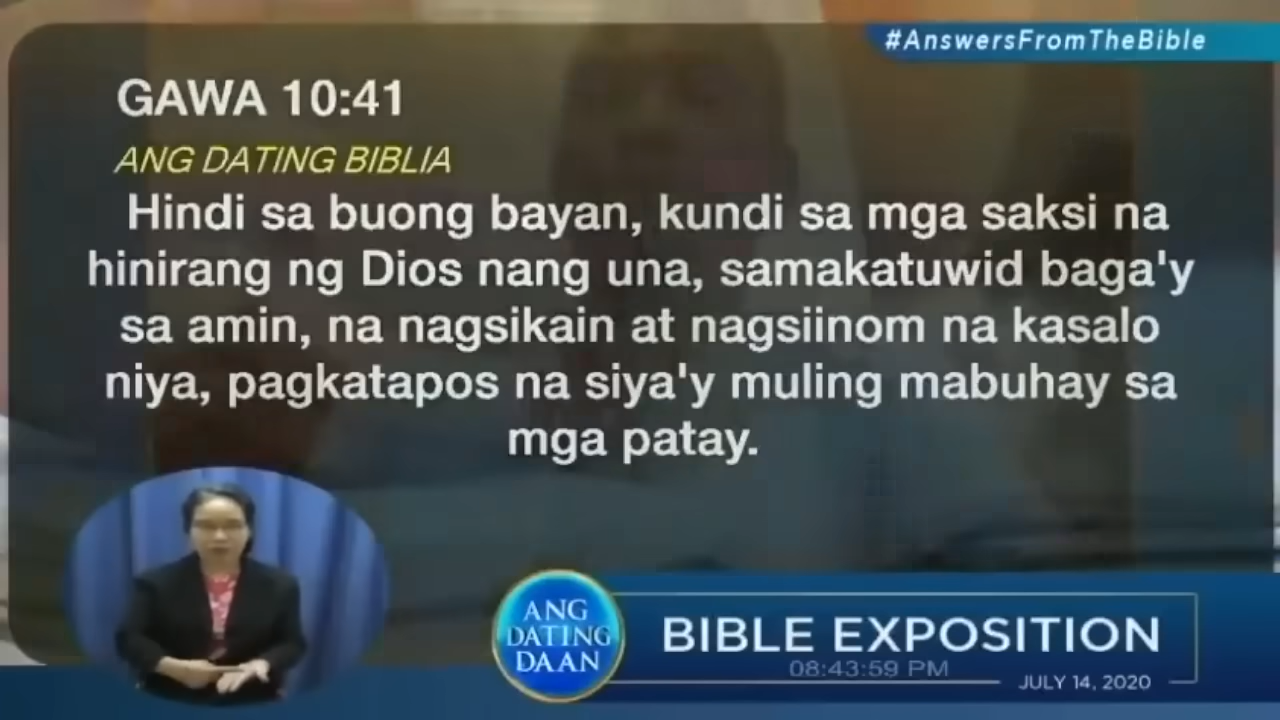 #AnswersFromTheBible
GAWA 10:41
ANG DATING BIBLIA
Hindi sa buong bayan, kundi sa mga saksi na
hinirang ng Dios nang una, samakatuwid baga'y
sa amin, na nagsikain at nagsiinom na kasalo
niya, pagkatapos na siya'y muling mabuhay sa
mga patay.
ANG
DATING
DAAN
BIBLE EXPOSITION
08:43:59 PM
JULY 14, 2020